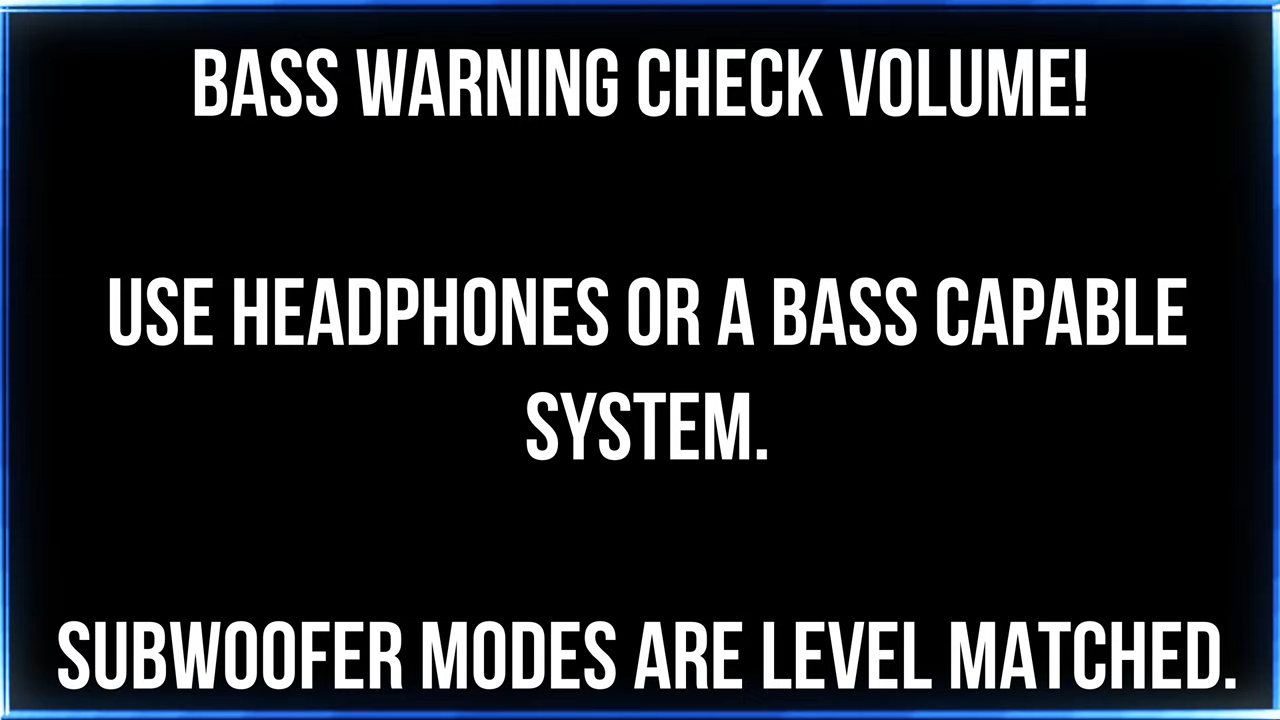 BASS WARNING CHECK VOLUME!
USE HEADPHONES OR A BASS CAPABLE
SYSTEM.
SUBWOOFER MODES ARE LEVEL MATCHED.